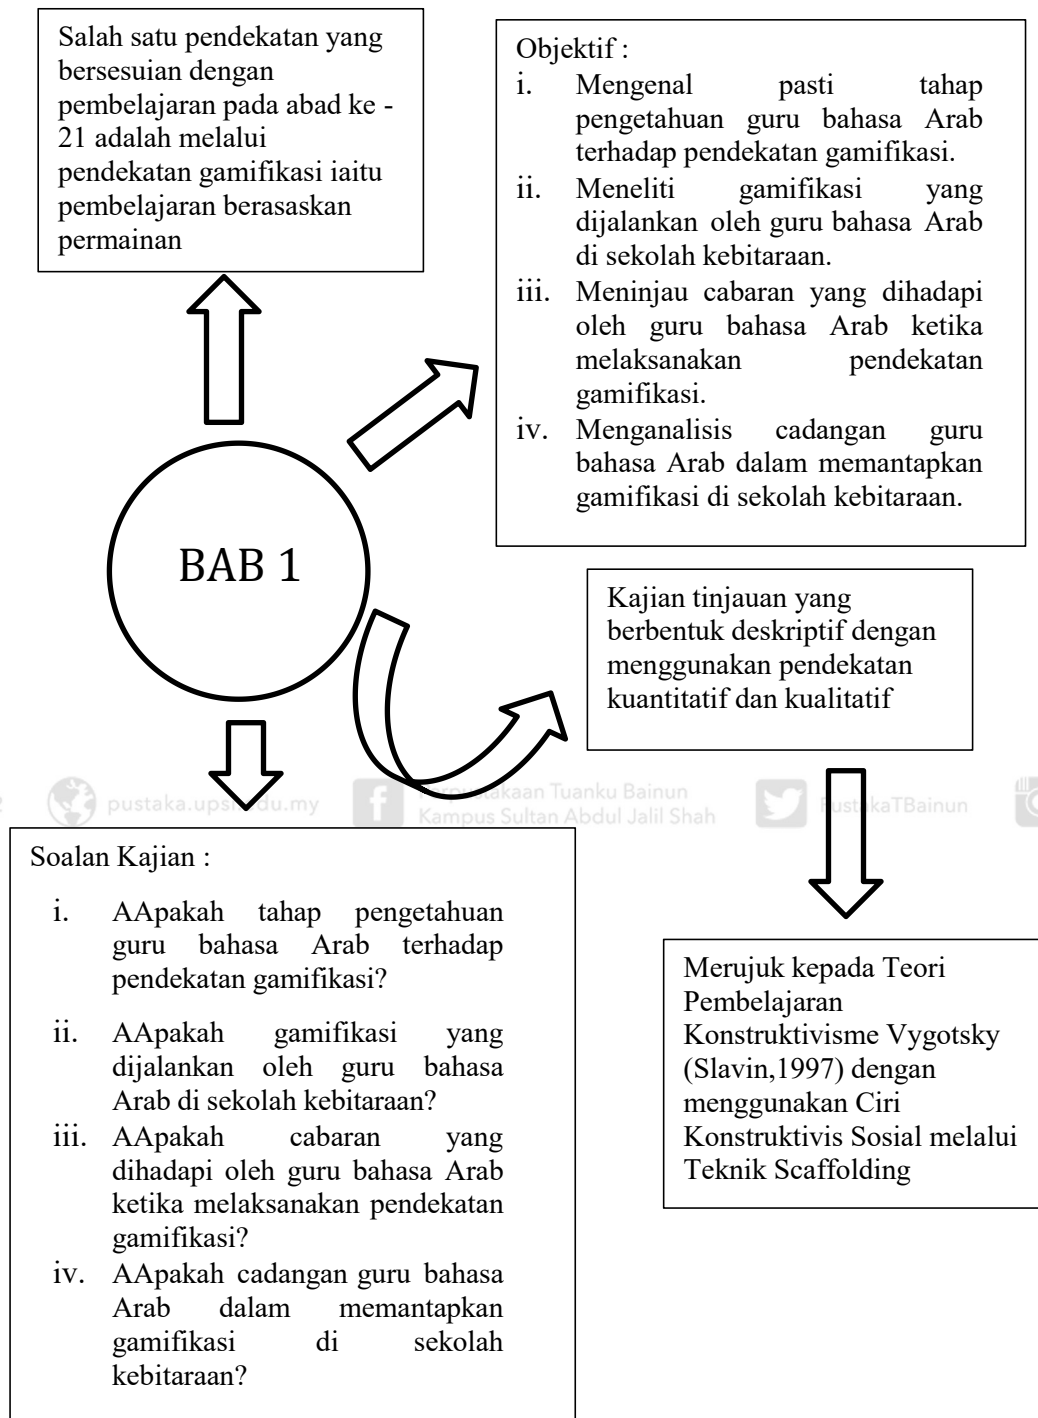 Salah satu pendekatan yang
bersesuian dengan
pembelajaran pada abad ke -
21 adalah melalui
pendekatan gamifikasi iaitu
pembelajaran berasaskan
permainan
Objektif :
i. Mengenal pasti tahap
pengetahuan guru bahasa Arab
terhadap pendekatan gamifikasi.
ii. Meneliti gamifikasi yang
dijalankan oleh guru bahasa Arab
di sekolah kebitaraan.
iii. Meninjau cabaran yang dihadapi
oleh guru bahasa Arab ketika
melaksanakan pendekatan
gamifikasi.
iv. Menganalisis cadangan guru
bahasa Arab dalam memantapkan
gamifikasi di sekolah kebitaraan.
BAB 1
Kajian tinjauan yang
berbentuk deskriptif dengan
menggunakan pendekatan
kuantitatif dan kualitatif
pustaka.upsi.edu.my
Perpustakaan Tuanku Bainun
Kampus Sultan Abdul Jalil Shah
PustakaTBainun
Soalan Kajian :
i. AApakah tahap pengetahuan
guru bahasa Arab terhadap
pendekatan gamifikasi?
ii. AApakah gamifikasi yang
dijalankan oleh guru bahasa
Arab di sekolah kebitaraan?
iii. AApakah cabaran yang
dihadapi oleh guru bahasa Arab
ketika melaksanakan pendekatan
gamifikasi?
iv. AApakah cadangan guru bahasa
Arab dalam memantapkan
gamifikasi di sekolah
kebitaraan?
Merujuk kepada Teori
Pembelajaran
Konstruktivisme Vygotsky
(Slavin,1997) dengan
menggunakan Ciri
Konstruktivis Sosial melalui
Teknik Scaffolding